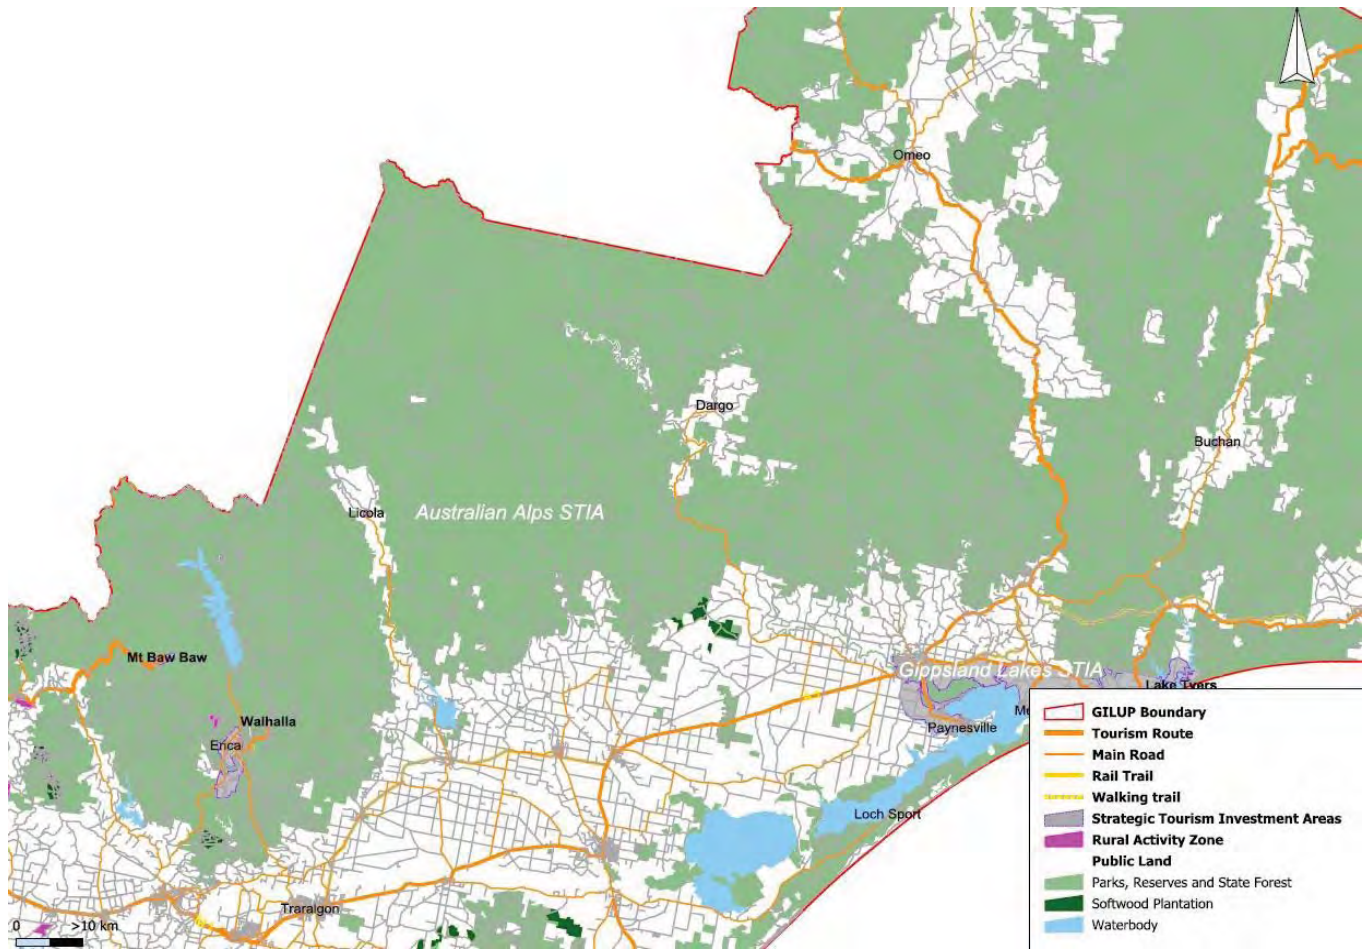 Omeo
Dargo
Buchan
Licola
Australian Alps STIA
Mt Baw Baw
Gippsland Lakes STIA
Lake Tyers
Walhalla
Me
Paynesville
Erica
Loch Sport
Traralgon
0 >10 km
GILUP Boundary
Tourism Route
Main Road
Rail Trail
Walking trail
Strategic Tourism Investment Areas
Rural Activity Zone
Public Land
Parks, Reserves and State Forest
Softwood Plantation
Waterbody